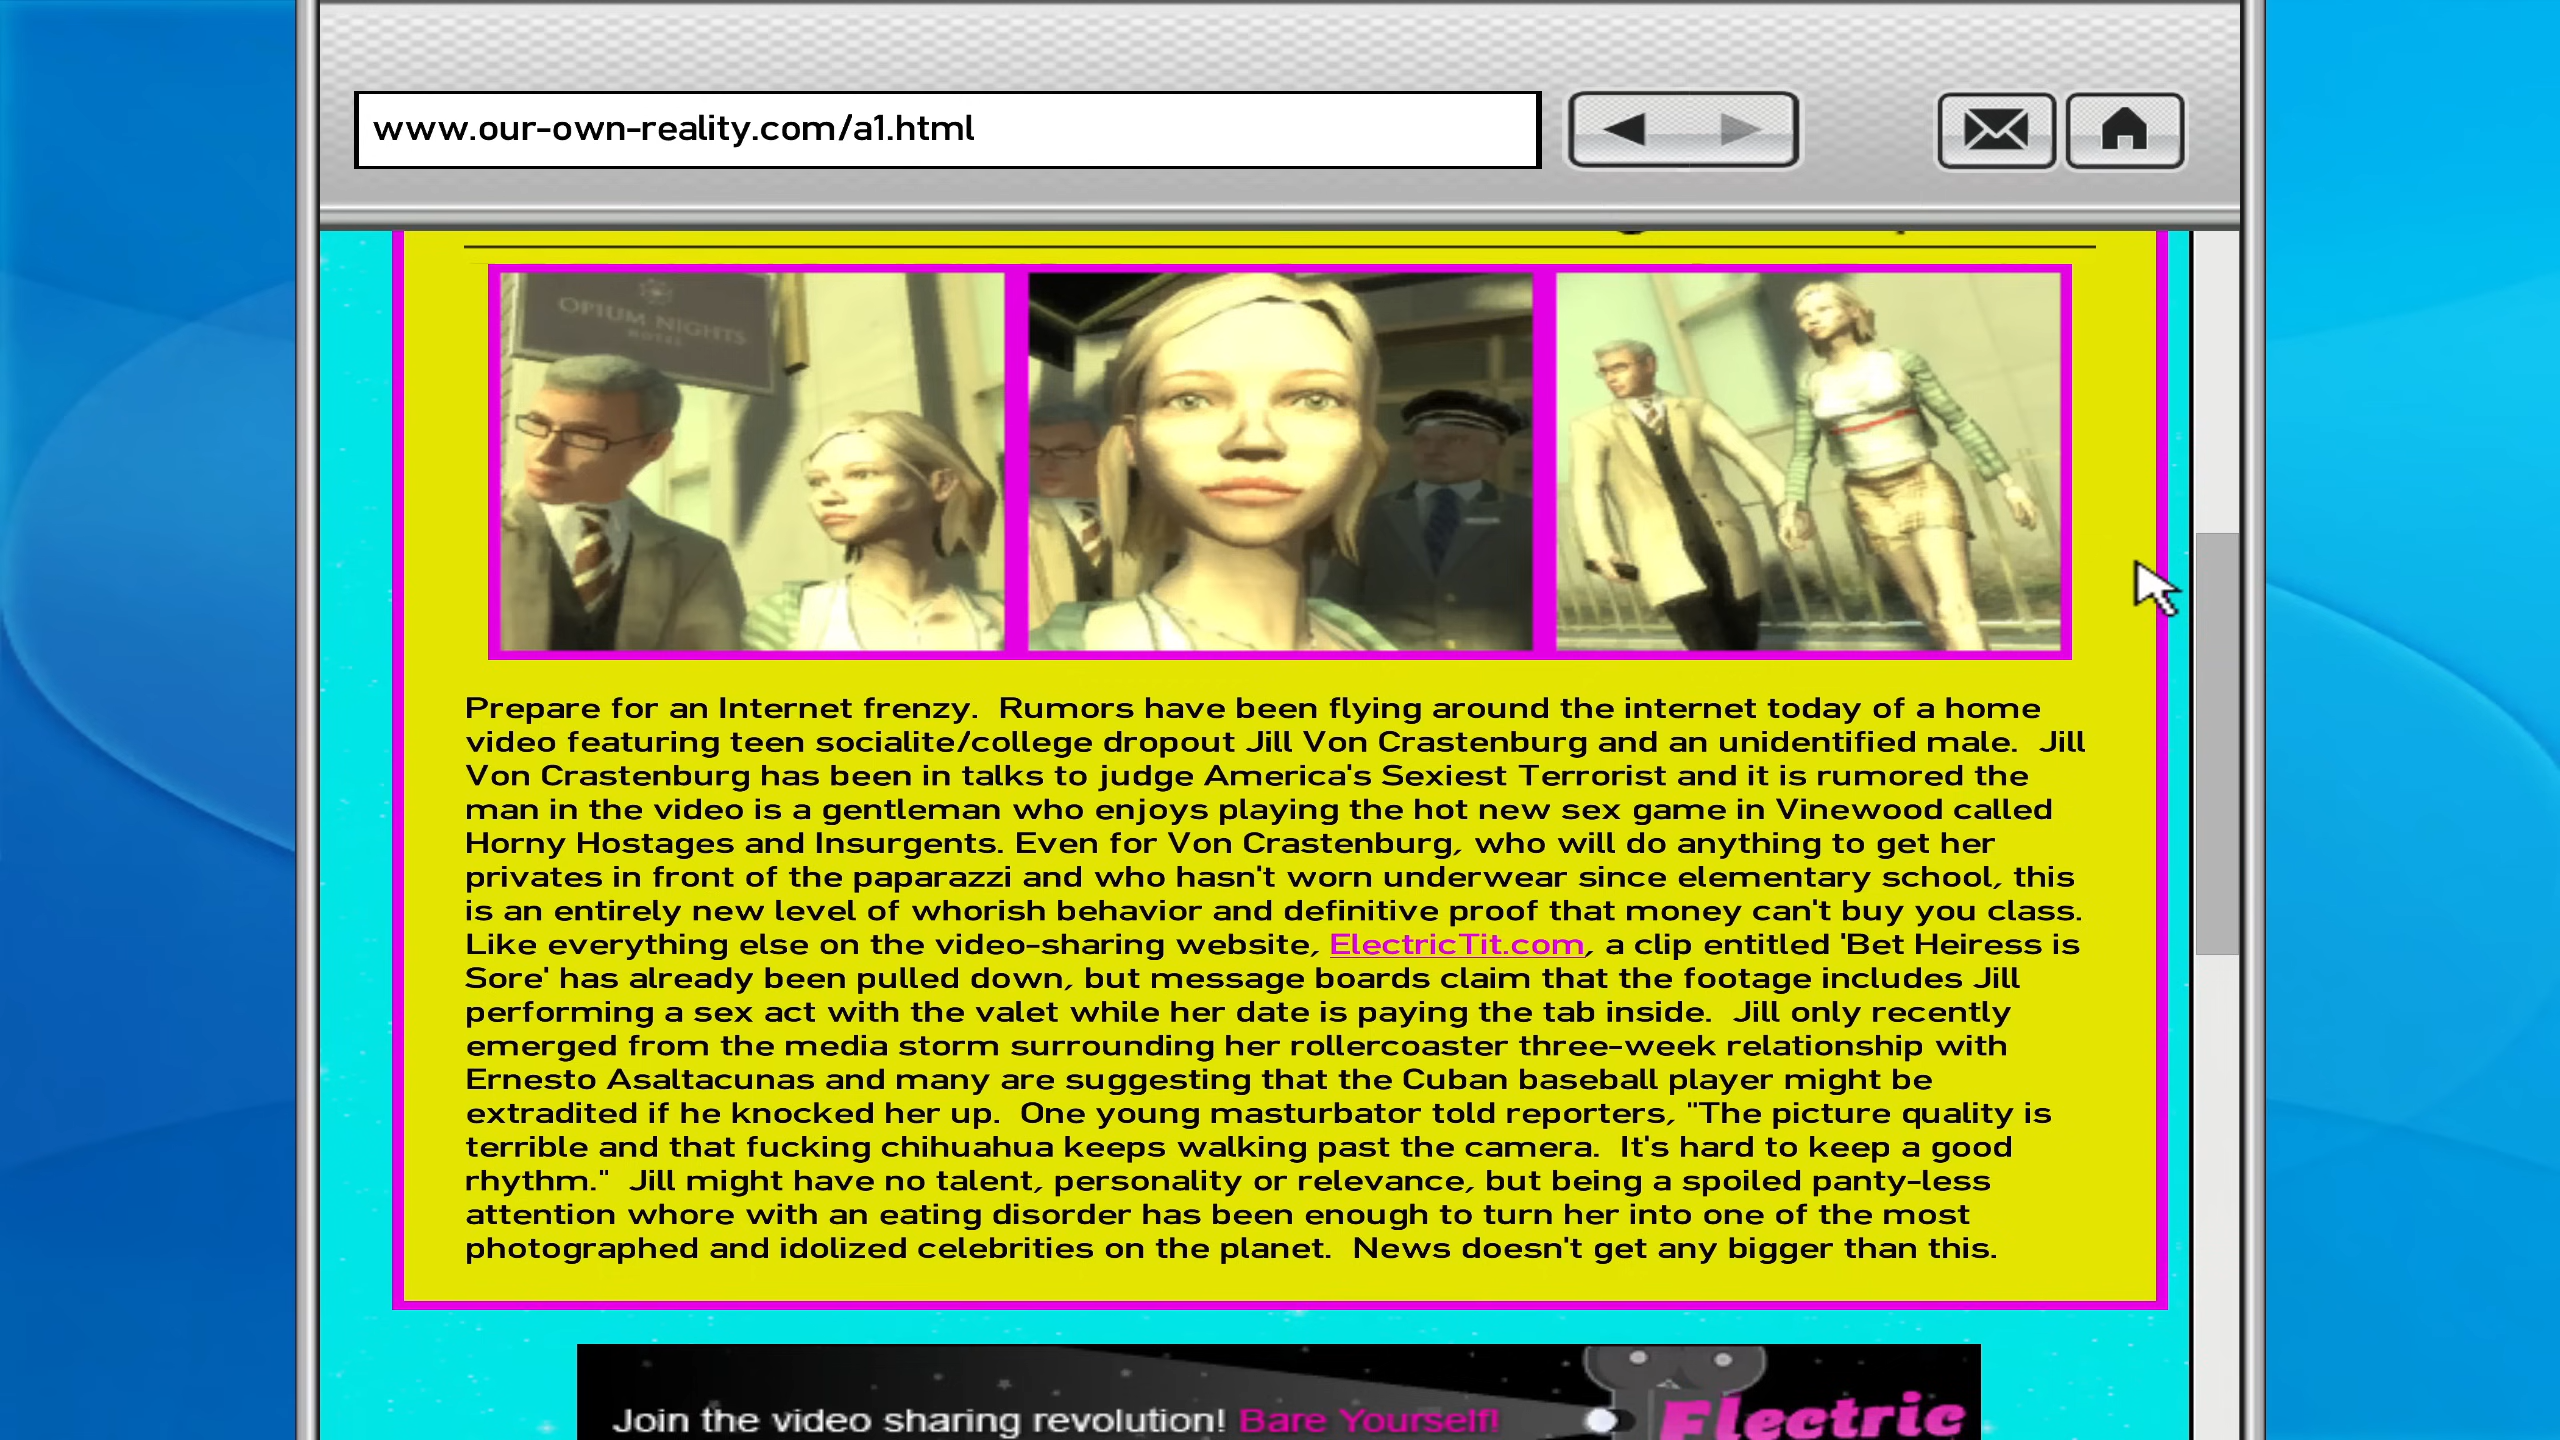 www.our-own-reality.com/a1.html
OPIUM NIGHTS
HOTEL
Prepare for an Internet frenzy.  Rumors have been flying around the internet today of a home
video featuring teen socialite/college dropout Jill Von Crastenburg and an unidentified male.  Jill
Von Crastenburg has been in talks to judge America's Sexiest Terrorist and it is rumored the
man in the video is a gentleman who enjoys playing the hot new sex game in Vinewood called
Horny Hostages and Insurgents. Even for Von Crastenburg, who will do anything to get her
privates in front of the paparazzi and who hasn't worn underwear since elementary school, this
is an entirely new level of whorish behavior and definitive proof that money can't buy you class.
Like everything else on the video-sharing website, ElectricTit.com, a clip entitled 'Bet Heiress is
Sore' has already been pulled down, but message boards claim that the footage includes Jill
performing a sex act with the valet while her date is paying the tab inside.  Jill only recently
emerged from the media storm surrounding her rollercoaster three-week relationship with
Ernesto Asaltacunas and many are suggesting that the Cuban baseball player might be
extradited if he knocked her up.  One young masturbator told reporters, "The picture quality is
terrible and that fucking chihuahua keeps walking past the camera.  It's hard to keep a good
rhythm."  Jill might have no talent, personality or relevance, but being a spoiled panty-less
attention whore with an eating disorder has been enough to turn her into one of the most
photographed and idolized celebrities on the planet.  News doesn't get any bigger than this.
Join the video sharing revolution! Bare Yourself!
Electric